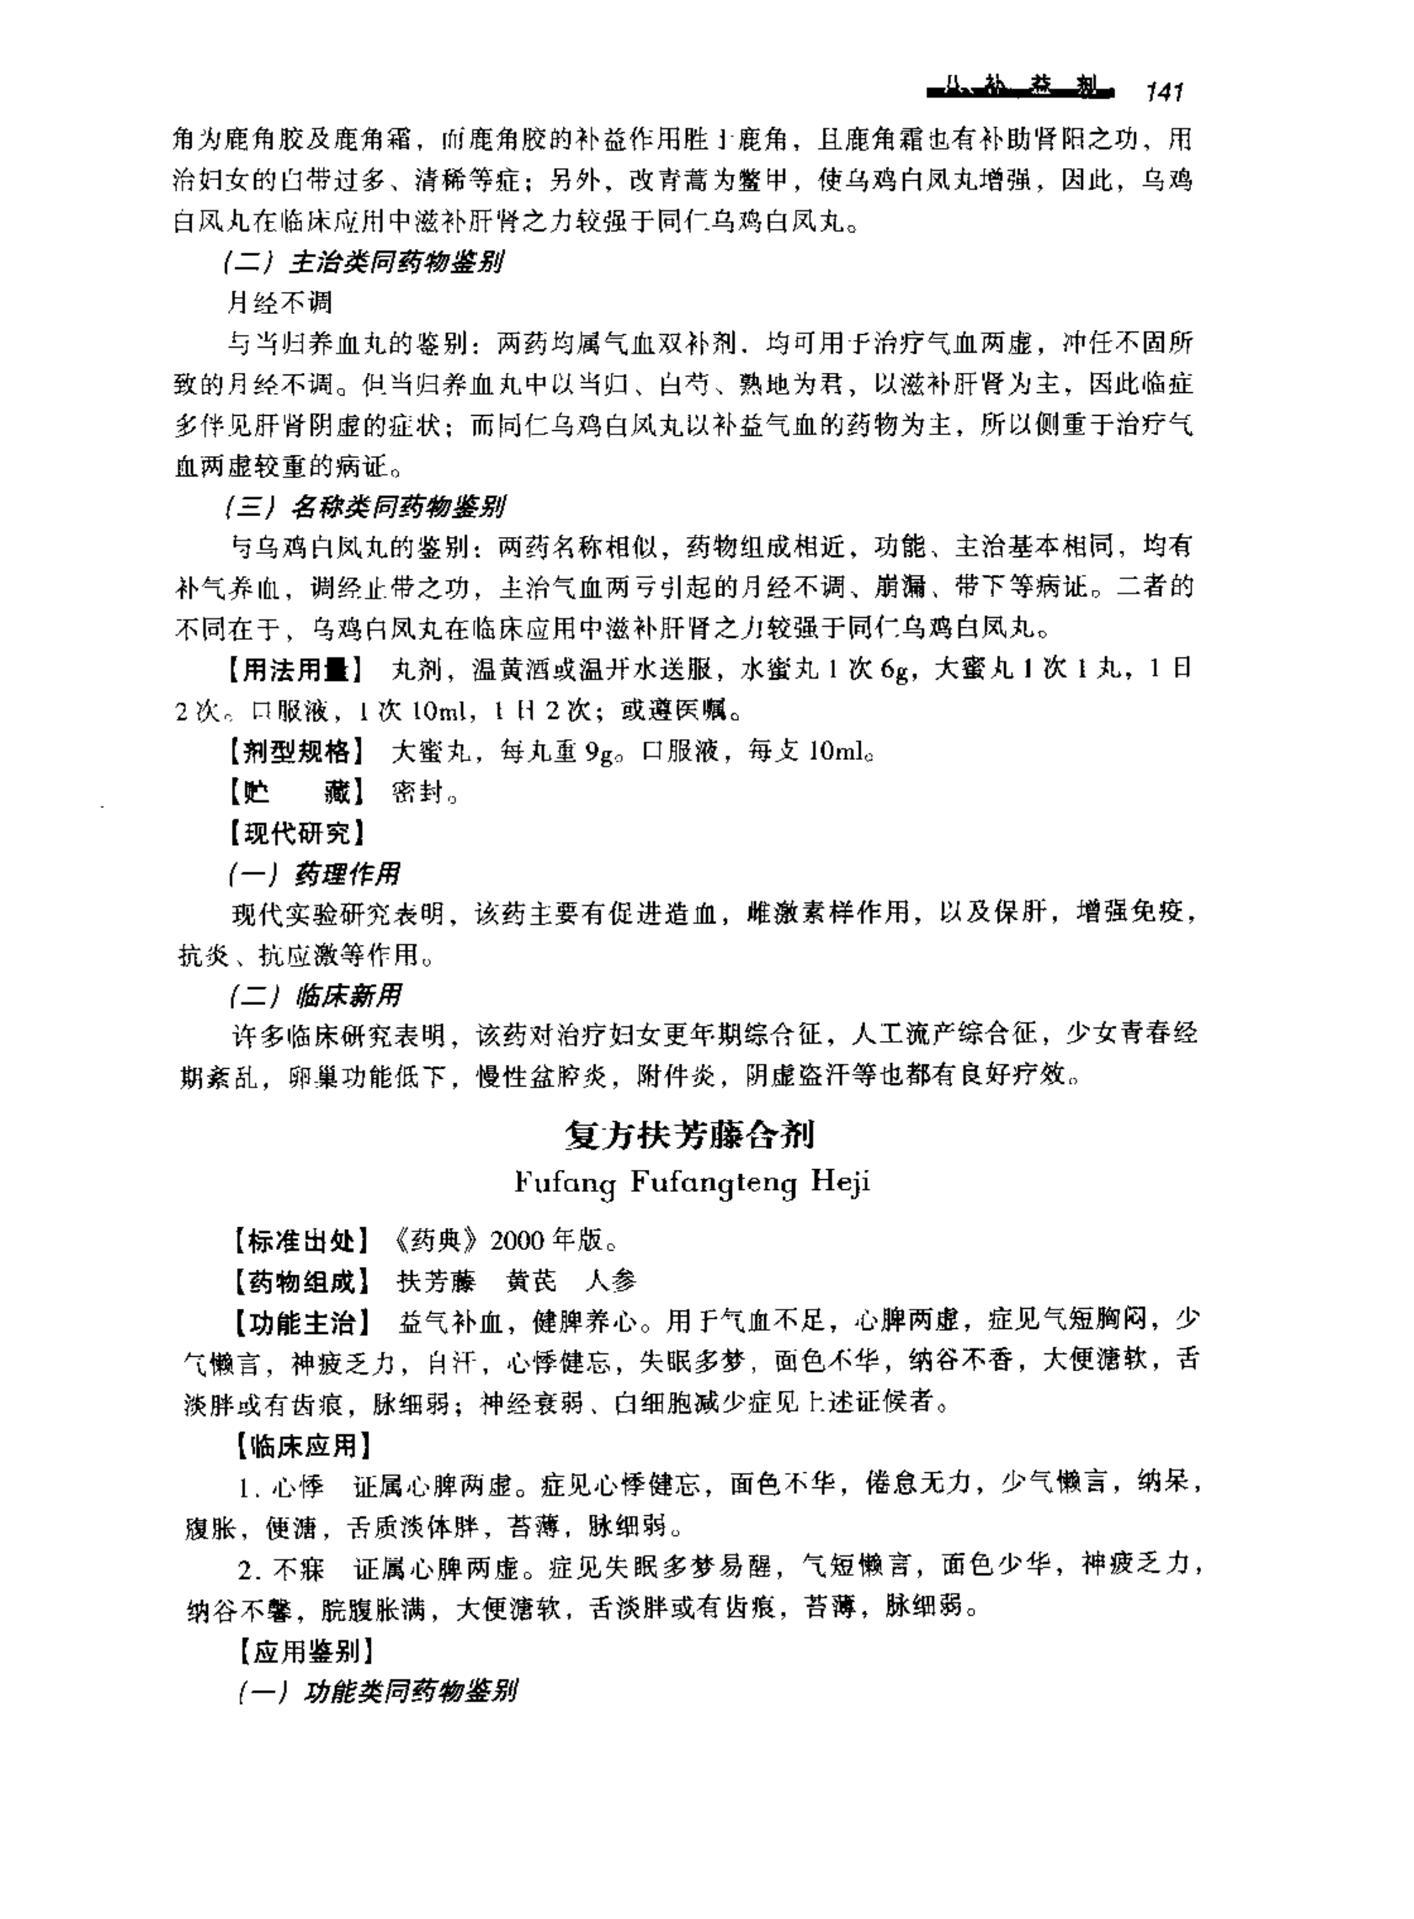 八、补 益 剂 141
角为鹿角胶及鹿角霜，而鹿角胶的补益作用胜于鹿角，且鹿角霜也有补助肾阳之功，用
治妇女的白带过多、清稀等症；另外，改青蒿为鳖甲，使乌鸡白凤丸增强，因此，乌鸡
白凤丸在临床应用中滋补肝肾之力较强于同仁乌鸡白凤丸。
（二）主治类同药物鉴别
月经不调
与当归养血丸的鉴别：两药均属气血双补剂，均可用于治疗气血两虚，冲任不固所
致的月经不调。但当归养血丸中以当归、白芍、熟地为君，以滋补肝肾为主，因此临症
多伴见肝肾阴虚的症状；而同仁乌鸡白凤丸以补益气血的药物为主，所以侧重于治疗气
血两虚较重的病证。
（三）名称类同药物鉴别
与乌鸡白凤丸的鉴别：两药名称相似，药物组成相近，功能、主治基本相同，均有
补气养血，调经止带之功，主治气血两亏引起的月经不调、崩漏、带下等病证。二者的
不同在于，乌鸡白凤丸在临床应用中滋补肝肾之力较强于同仁乌鸡白凤丸。
【用法用量】 丸剂，温黄酒或温开水送服，水蜜丸 1 次 6g，大蜜丸 1 次 1 丸，1 日
2 次。口服液，1 次 10ml，1 日 2 次；或遵医嘱。
【剂型规格】 大蜜丸，每丸重 9g。口服液，每支 10ml。
【贮　　藏】 密封。
【现代研究】
（一）药理作用
现代实验研究表明，该药主要有促进造血，雌激素样作用，以及保肝，增强免疫，
抗炎、抗应激等作用。
（二）临床新用
许多临床研究表明，该药对治疗妇女更年期综合征，人工流产综合征，少女青春经
期紊乱，卵巢功能低下，慢性盆腔炎，附件炎，阴虚盗汗等也都有良好疗效。
复方扶芳藤合剂
Fufang Fufangteng Heji
【标准出处】《药典》2000 年版。
【药物组成】 扶芳藤　黄芪　人参
【功能主治】 益气补血，健脾养心。用于气血不足，心脾两虚，症见气短胸闷，少
气懒言，神疲乏力，自汗，心悸健忘，失眠多梦，面色不华，纳谷不香，大便溏软，舌
淡胖或有齿痕，脉细弱；神经衰弱、白细胞减少症见上述证候者。
【临床应用】
1. 心悸　证属心脾两虚。症见心悸健忘，面色不华，倦怠无力，少气懒言，纳呆，
腹胀，便溏，舌质淡体胖，苔薄，脉细弱。
2. 不寐　证属心脾两虚。症见失眠多梦易醒，气短懒言，面色少华，神疲乏力，
纳谷不馨，脘腹胀满，大便溏软，舌淡胖或有齿痕，苔薄，脉细弱。
【应用鉴别】
（一）功能类同药物鉴别